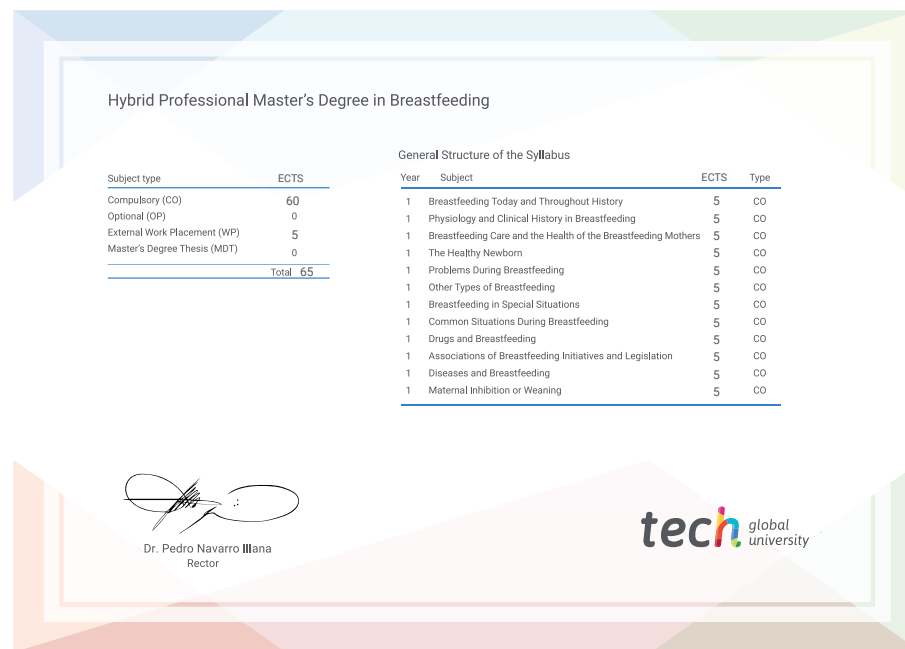 Hybrid Professional Master's Degree in Breastfeeding
Subject type ECTS
Compulsory (CO) 60
Optional (OP) 0
External Work Placement (WP) 5
Master's Degree Thesis (MDT) 0
Total 65
General Structure of the Syllabus
Year Subject ECTS Type
1 Breastfeeding Today and Throughout History 5 CO
1 Physiology and Clinical History in Breastfeeding 5 CO
1 Breastfeeding Care and the Health of the Breastfeeding Mothers 5 CO
1 The Healthy Newborn 5 CO
1 Problems During Breastfeeding 5 CO
1 Other Types of Breastfeeding 5 CO
1 Breastfeeding in Special Situations 5 CO
1 Common Situations During Breastfeeding 5 CO
1 Drugs and Breastfeeding 5 CO
1 Associations of Breastfeeding Initiatives and Legislation 5 CO
1 Diseases and Breastfeeding 5 CO
1 Maternal Inhibition or Weaning 5 CO
Dr. Pedro Navarro Illana
Rector
tech global
university